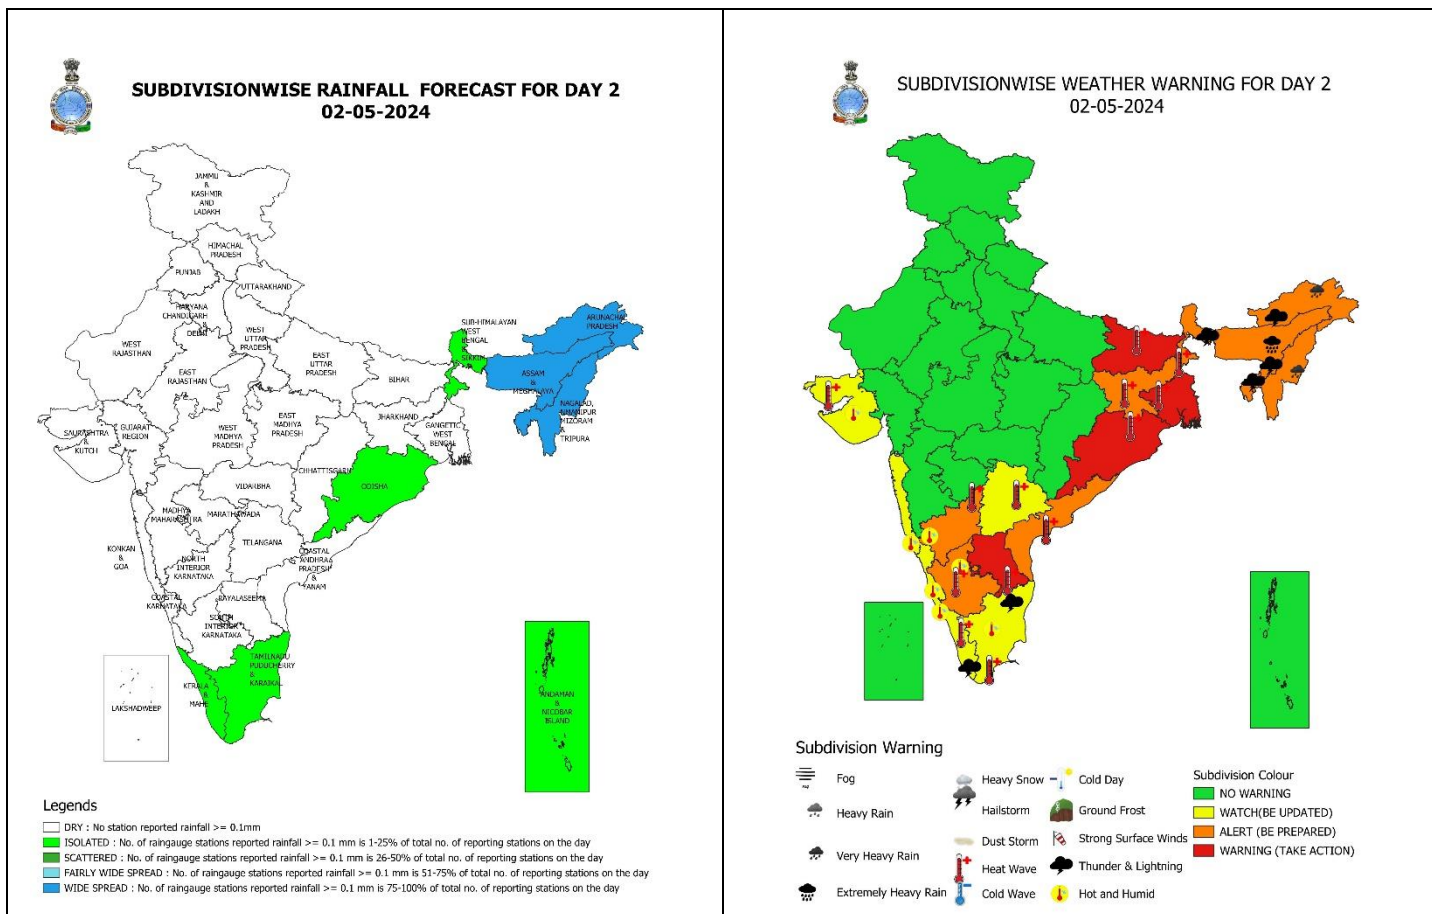 SUBDIVISIONWISE RAINFALL FORECAST FOR DAY 2
02-05-2024
JAMMU
&
KASHMIR
AND
LADAKH
HIMACHAL
PRADESH
PUNJAB
UTTARAKHAND
HARYANA
CHANDIGARH
&
DELHI
WEST
UTTAR
PRADESH
WEST
RAJASTHAN
EAST
RAJASTHAN
EAST
UTTAR
PRADESH
BIHAR
SUB-HIMALAYAN
WEST
BENGAL
&
SIKKIM
ARUNACHAL
PRADESH
ASSAM
&
MEGHALAYA
NAGALAD,
MANIPUR
MIZORAM
&
TRIPURA
SAURASHTRA
&
KUTCH
GUJARAT
REGION
WEST
MADHYA
PRADESH
EAST
MADHYA
PRADESH
JHARKHAND
GANGETIC
WEST
BENGAL
CHHATTISGARH
ODISHA
VIDARBHA
MADHYA
MAHARASHTRA
MARATHAWADA
TELANGANA
KONKAN
&
GOA
NORTH
INTERIOR
KARNATAKA
COASTAL
ANDHRA
PRADESH
&
YANAM
COASTAL
KARNATAKA
RAYALASEEMA
SOUTH
INTERIOR
KARNATAKA
TAMILNADU
PUDUCHERRY
&
KARAIKAL
KERALA
&
MAHE
LAKSHADWEEP
ANDAMAN
&
NICOBAR
ISLAND
Legends
DRY : No station reported rainfall >= 0.1mm
ISOLATED : No. of raingauge stations reported rainfall >= 0.1 mm is 1-25% of total no. of reporting stations on the day
SCATTERED : No. of raingauge stations reported rainfall >= 0.1 mm is 26-50% of total no. of reporting stations on the day
FAIRLY WIDE SPREAD : No. of raingauge stations reported rainfall >= 0.1 mm is 51-75% of total no. of reporting stations on the day
WIDE SPREAD : No. of raingauge stations reported rainfall >= 0.1 mm is 75-100% of total no. of reporting stations on the day
SUBDIVISIONWISE WEATHER WARNING FOR DAY 2
02-05-2024
Subdivision Warning
Fog
Heavy Rain
Very Heavy Rain
Extremely Heavy Rain
Heavy Snow
Hailstorm
Dust Storm
Heat Wave
Cold Wave
Cold Day
Ground Frost
Strong Surface Winds
Thunder & Lightning
Hot and Humid
Subdivision Colour
NO WARNING
WATCH(BE UPDATED)
ALERT (BE PREPARED)
WARNING (TAKE ACTION)